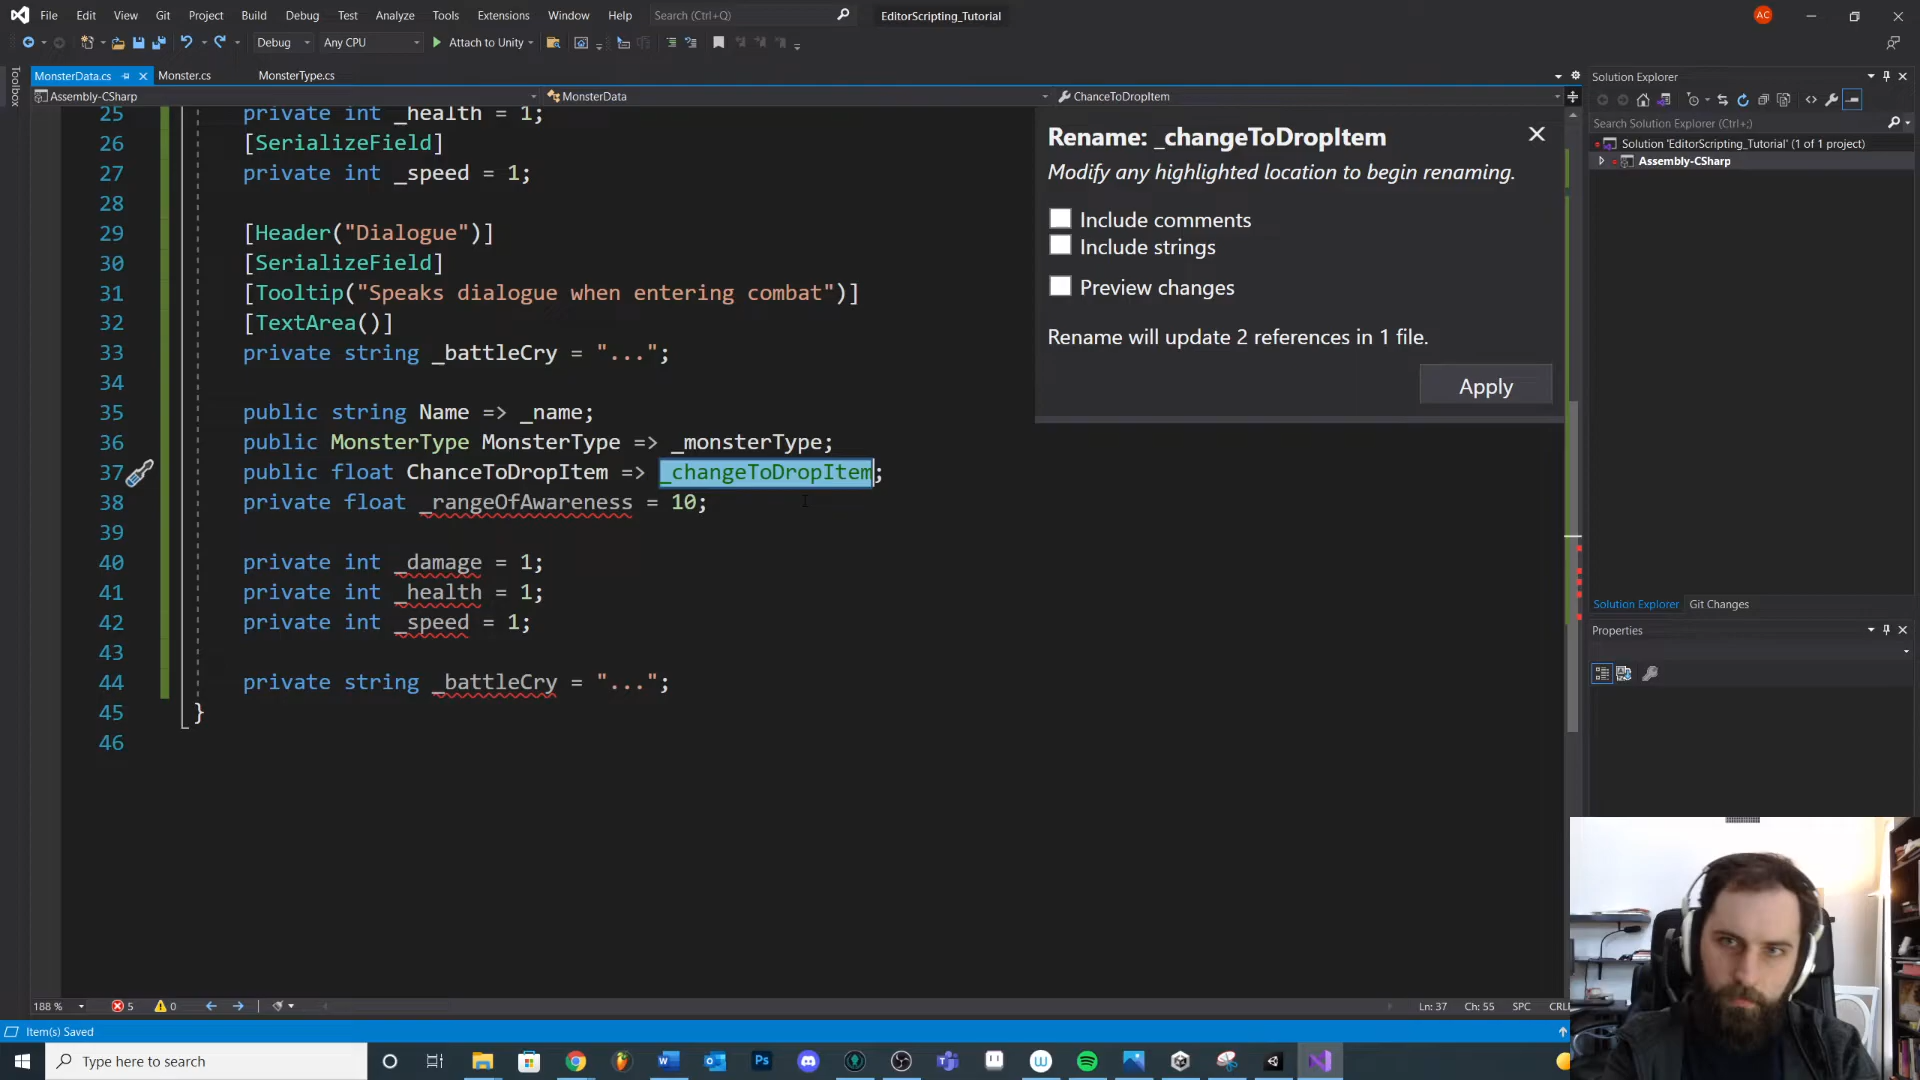 File Edit View Git Project Build Debug Test Analyze Tools Extensions Window Help Search (Ctrl+Q) EditorScripting_Tutorial AC
Debug Any CPU Attach to Unity
Toolbox
MonsterData.cs Monster.cs MonsterType.cs
Assembly-CSharp MonsterData ChanceToDropItem
25 private int _health = 1;
26 [SerializeField]
27 private int _speed = 1;
28
29 [Header("Dialogue")]
30 [SerializeField]
31 [Tooltip("Speaks dialogue when entering combat")]
32 [TextArea()]
33 private string _battleCry = "...";
34
35 public string Name => _name;
36 public MonsterType MonsterType => _monsterType;
37 public float ChanceToDropItem => _changeToDropItem;
38 private float _rangeOfAwareness = 10;
39
40 private int _damage = 1;
41 private int _health = 1;
42 private int _speed = 1;
43
44 private string _battleCry = "...";
45 }
46
Rename: _changeToDropItem
Modify any highlighted location to begin renaming.
Include comments
Include strings
Preview changes
Rename will update 2 references in 1 file.
Apply
Solution Explorer
Search Solution Explorer (Ctrl+;)
Solution 'EditorScripting_Tutorial' (1 of 1 project)
Assembly-CSharp
Solution Explorer Git Changes
Properties
188 % 5 0 Ln: 37 Ch: 55 SPC CRL
Item(s) Saved
Type here to search